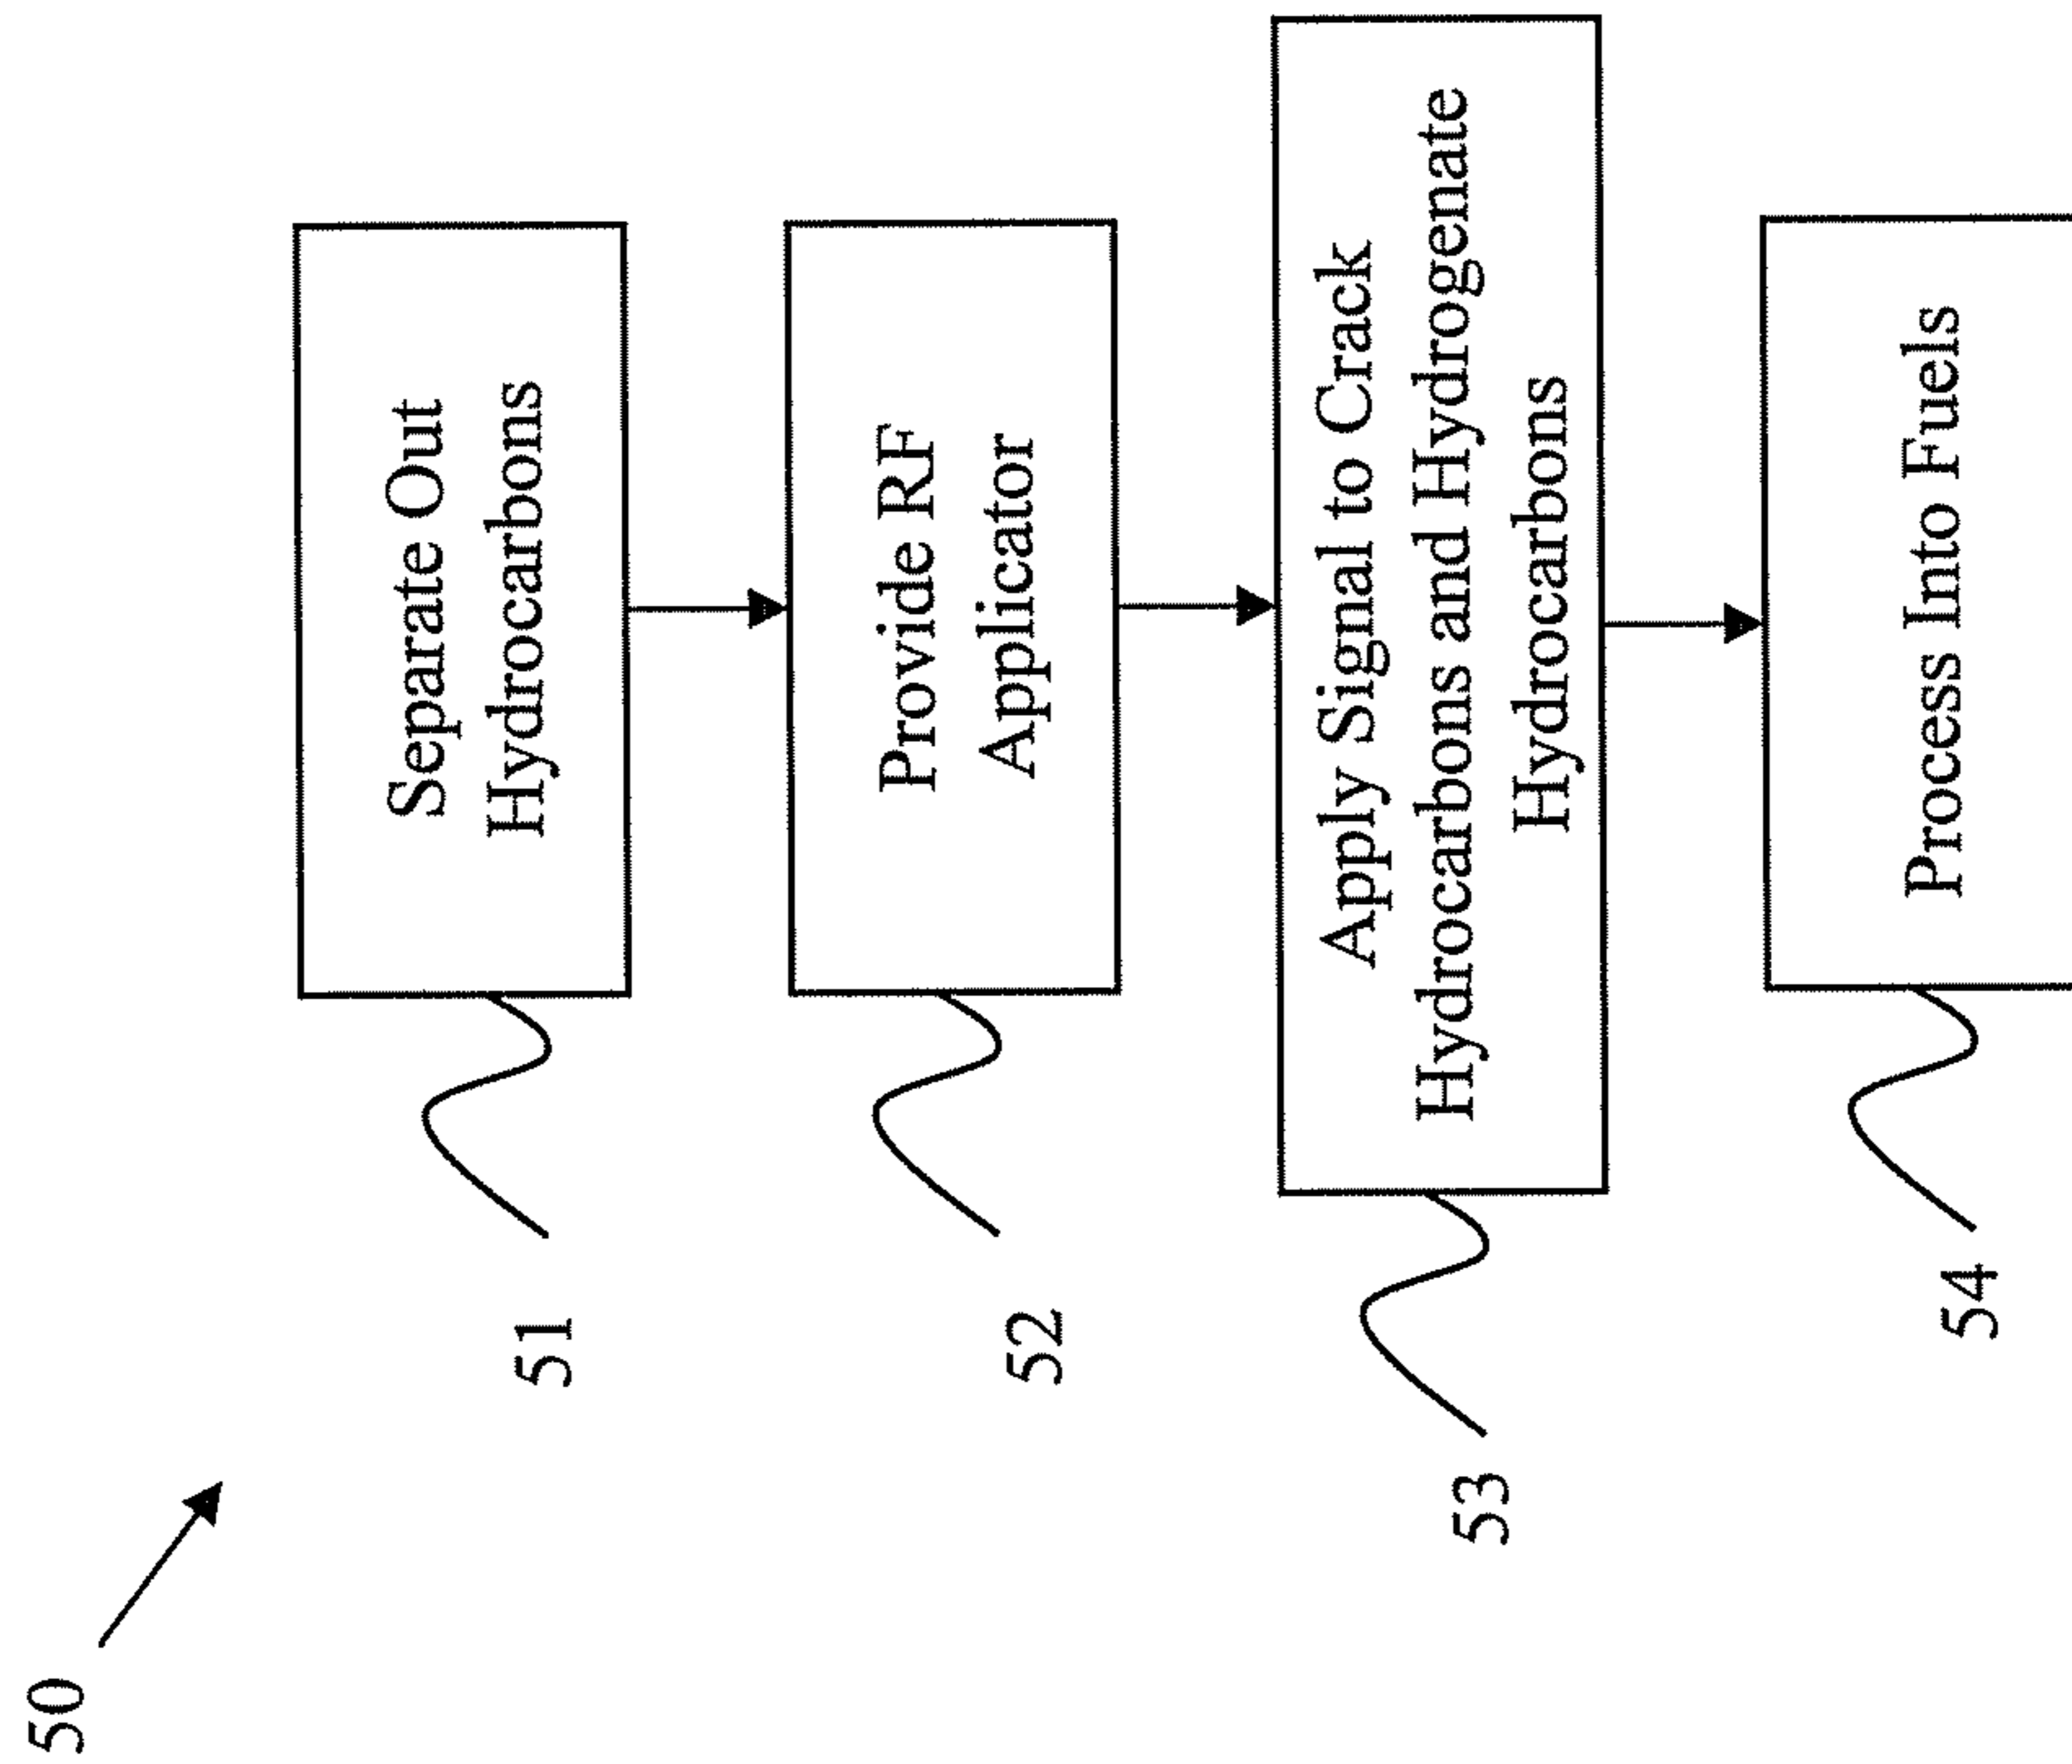 50
Separate Out
Hydrocarbons
51
Provide RF
Applicator
52
Apply Signal to Crack
Hydrocarbons and Hydrogenate
Hydrocarbons
53
Process Into Fuels
54